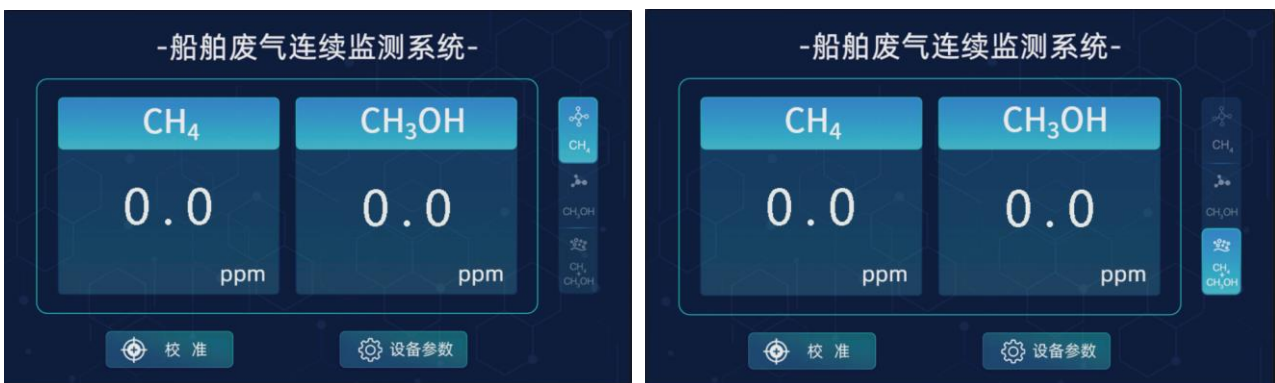 -船舶废气连续监测系统-
CH₄
CH₃OH
0.0
0.0
ppm
ppm
CH₄
CH₃OH
CH₄
+
CH₃OH
校 准
设备参数
-船舶废气连续监测系统-
CH₄
CH₃OH
0.0
0.0
ppm
ppm
CH₄
CH₃OH
CH₄
+
CH₃OH
校 准
设备参数